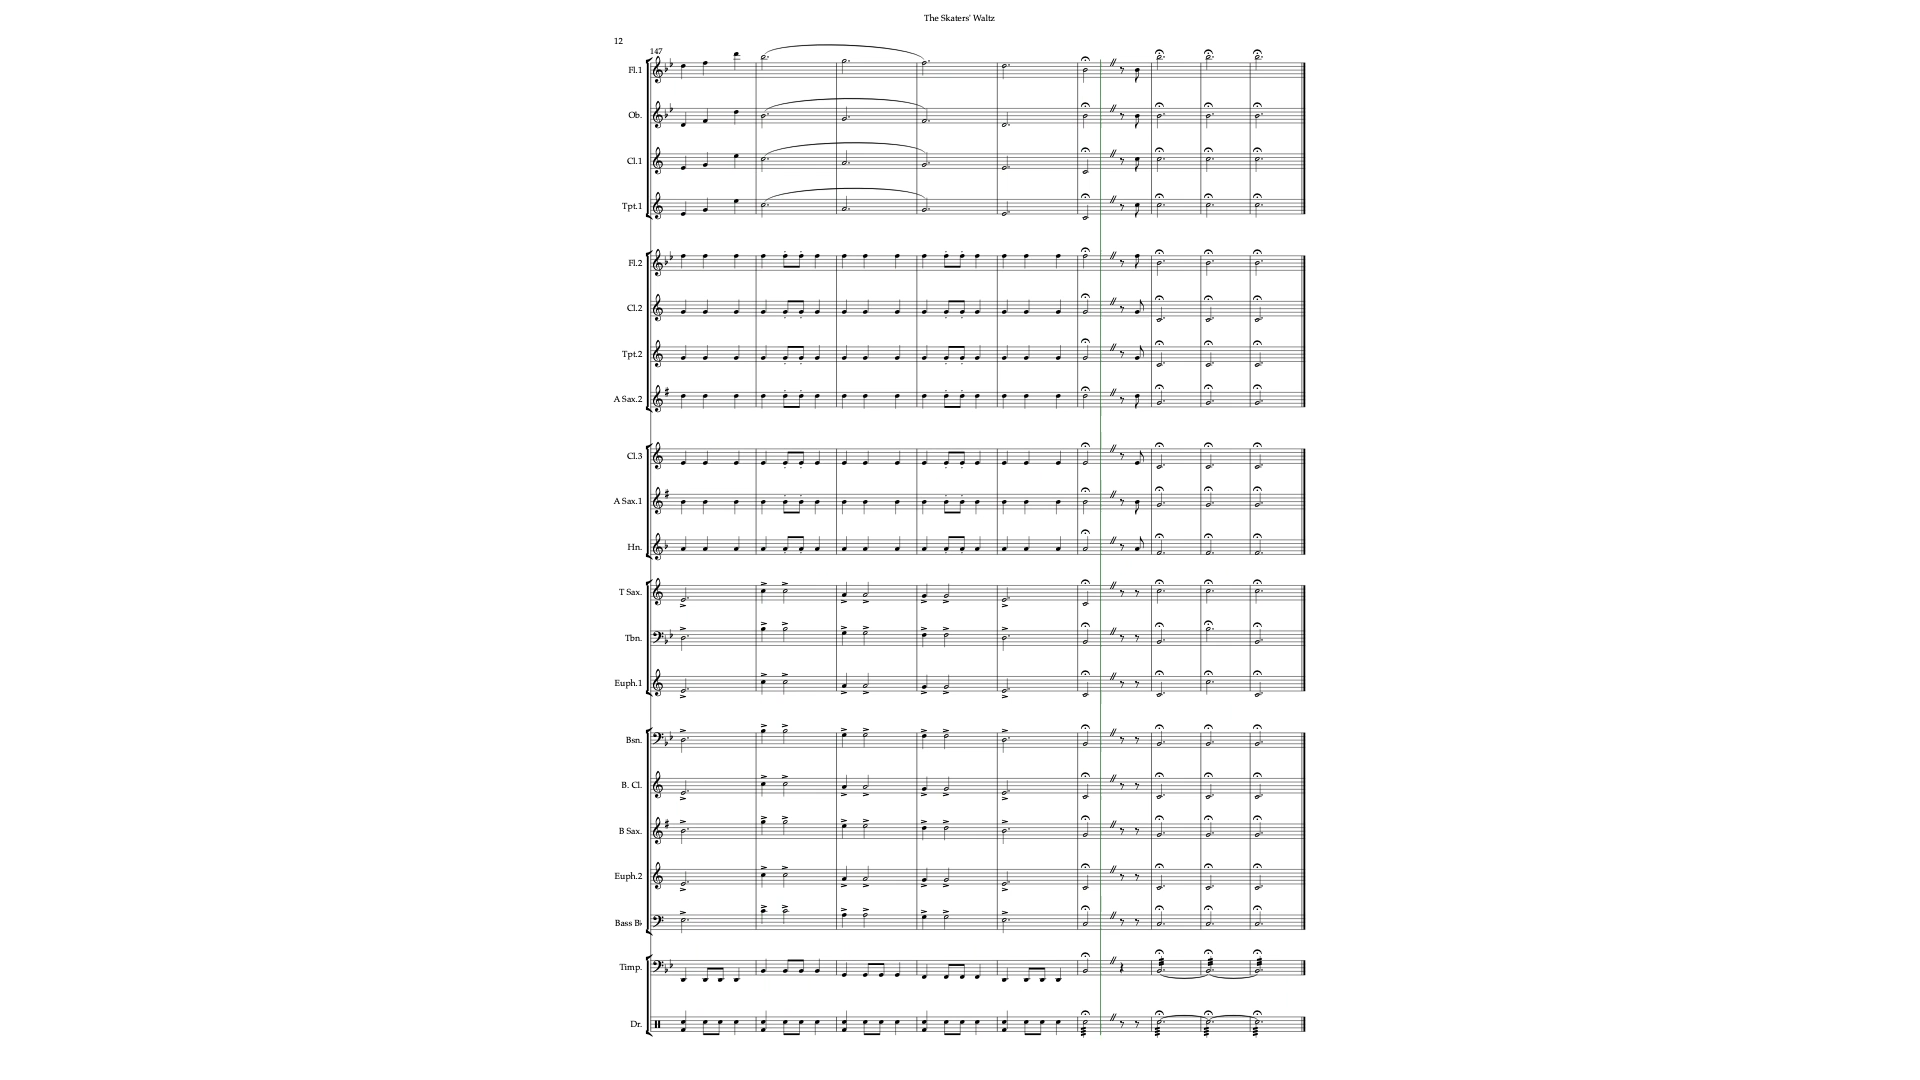 The Skaters' Waltz
12
147
Fl.1
Ob.
Cl.1
Tpt.1
Fl.2
Cl.2
Tpt.2
A Sax.2
Cl.3
A Sax.1
Hn.
T Sax.
Tbn.
Euph.1
Bsn.
B. Cl.
B Sax.
Euph.2
Bass B♭
Timp.
Dr.